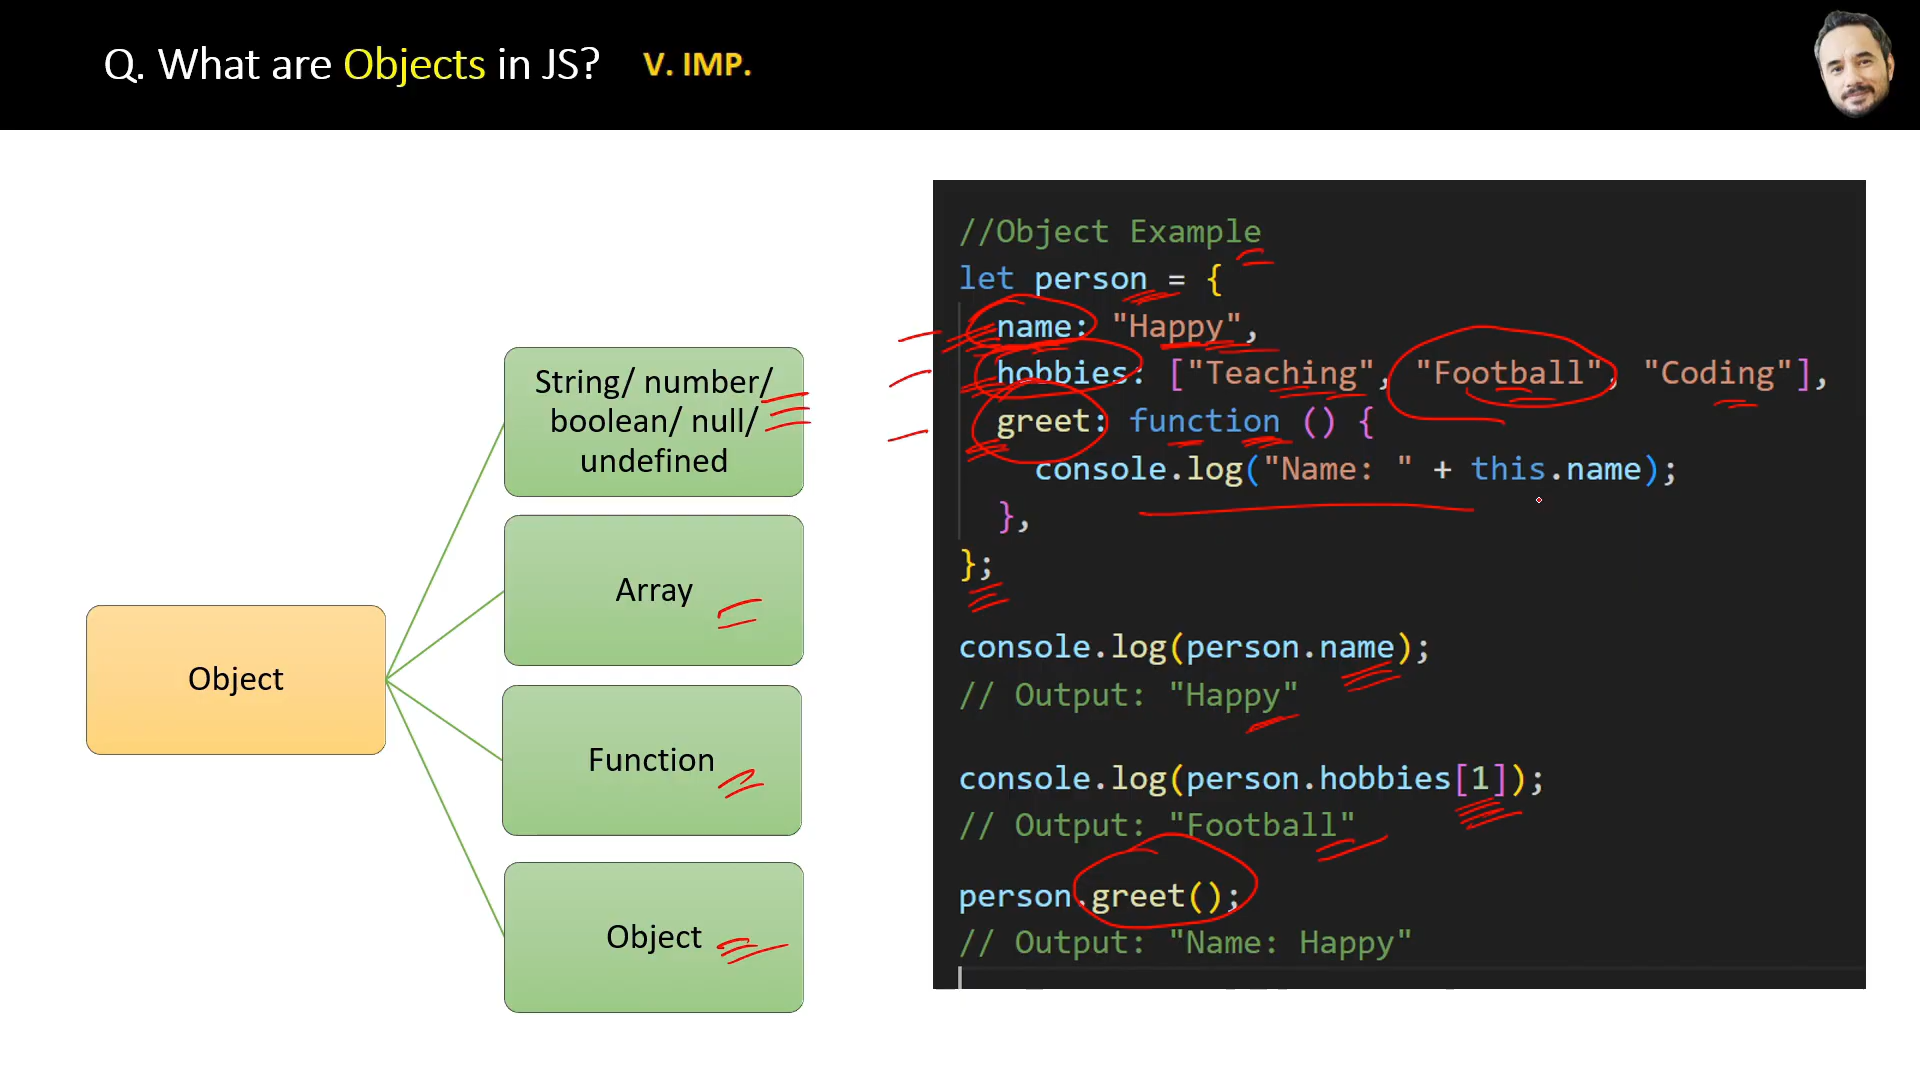 Q. What are Objects in JS? V. IMP.
String/ number/
boolean/ null/
undefined
Array
Function
Object
Object
//Object Example
let person = {
name: "Happy",
hobbies: ["Teaching", "Football", "Coding"],
greet: function () {
console.log("Name: " + this.name);
},
};
console.log(person.name);
// Output: "Happy"
console.log(person.hobbies[1]);
// Output: "Football"
person.greet();
// Output: "Name: Happy"